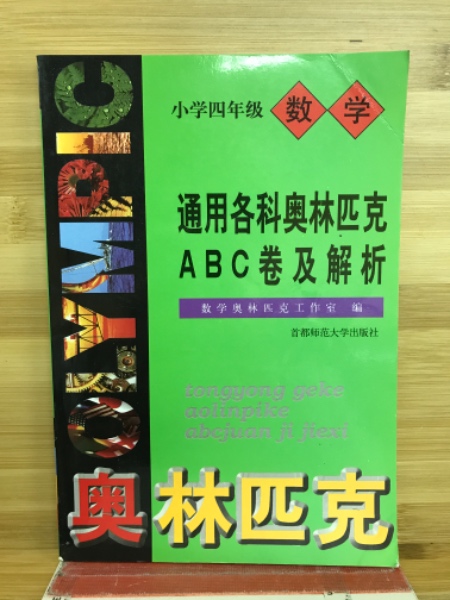 小学四年级 数学
通用各科奥林匹克
ABC卷及解析
数学奥林匹克工作室 编
首都师范大学出版社
tongyong geke
aolinpike
abcjuan ji jiexi
奥林匹克
OLYMPIC